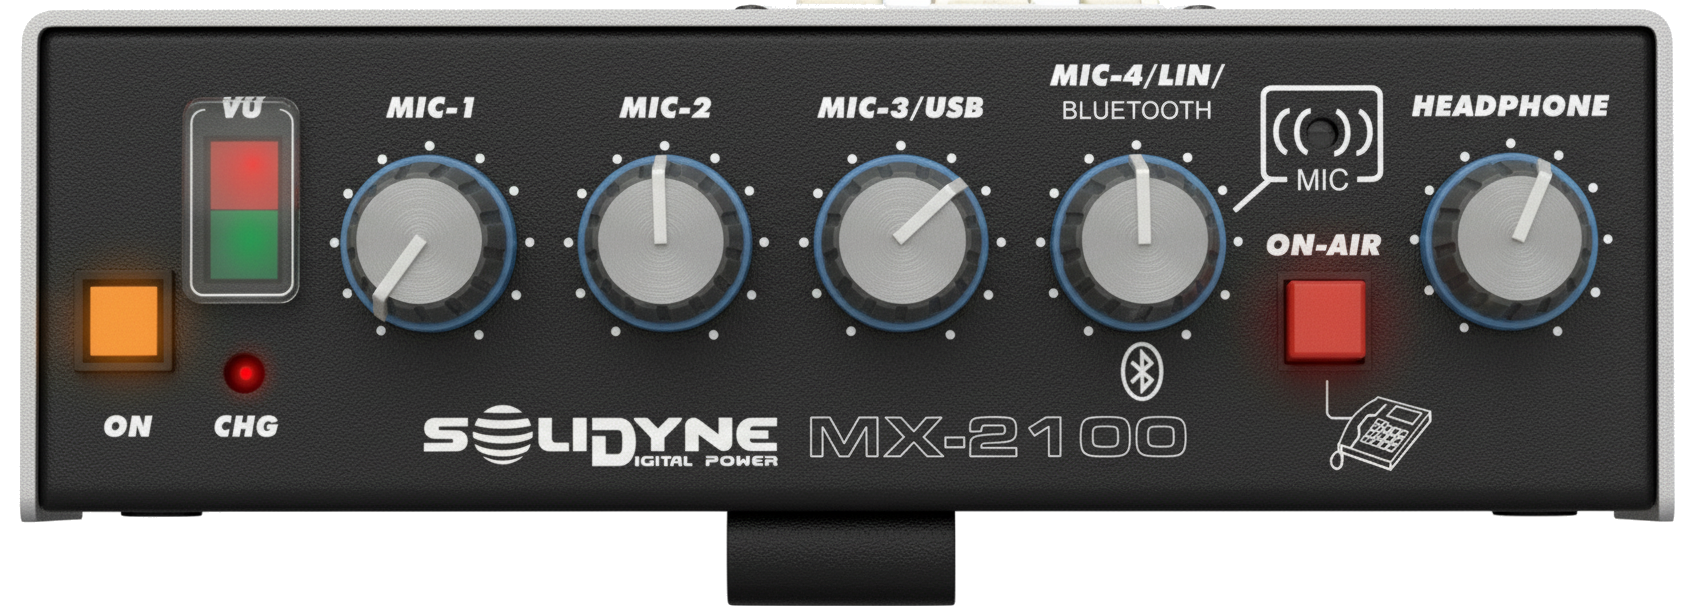 VU
MIC-1
MIC-2
MIC-3/USB
MIC-4/LIN/
BLUETOOTH
MIC
HEADPHONE
ON-AIR
ON
CHG
SOLIDYNE
DIGITAL POWER
MX-2100